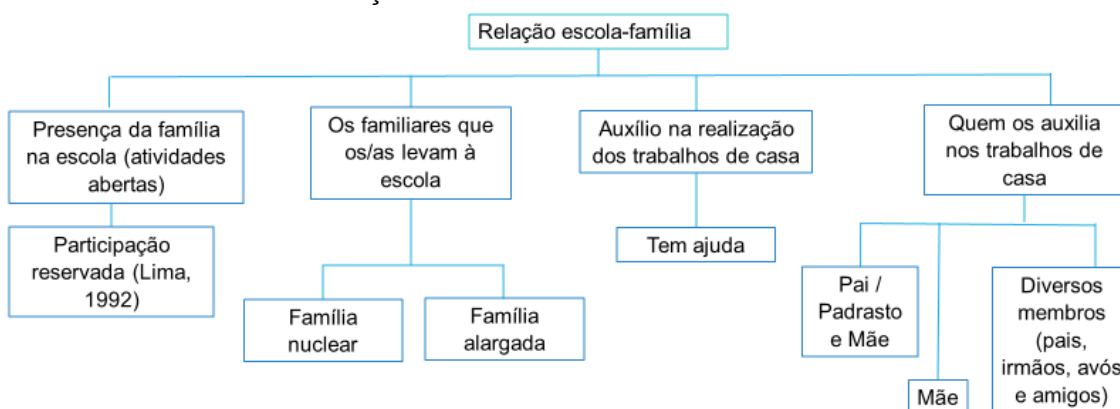 Relação escola-família
Presença da família
na escola (atividades
abertas)
Participação
reservada (Lima,
1992)
Os familiares que
os/as levam à
escola
Família
nuclear
Família
alargada
Auxílio na realização
dos trabalhos de casa
Tem ajuda
Quem os auxilia
nos trabalhos de
casa
Pai /
Padrasto
e Mãe
Mãe
Diversos
membros
(pais,
irmãos, avós
e amigos)